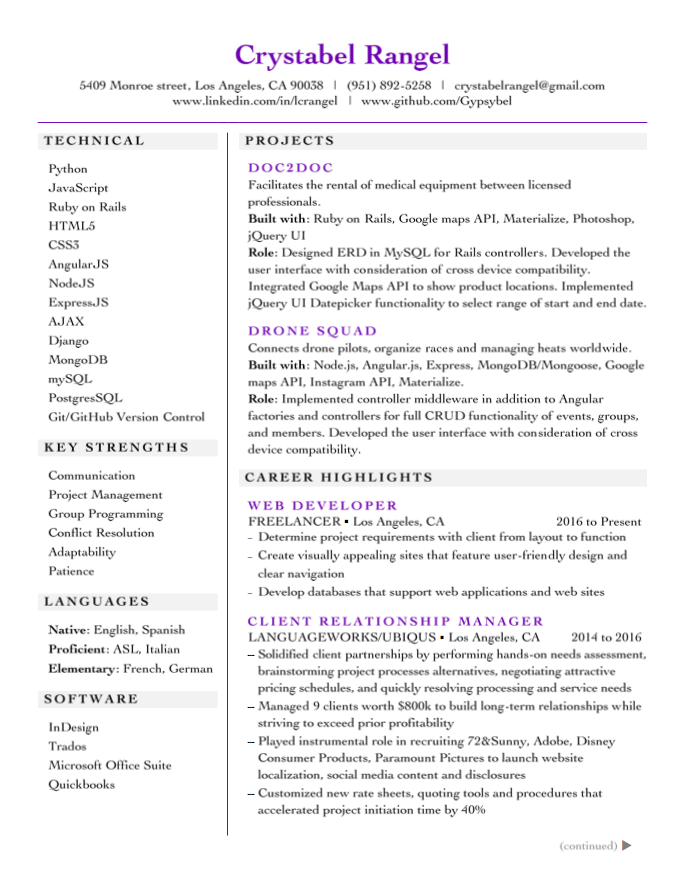 Crystabel Rangel
5409 Monroe street, Los Angeles, CA 90038 | (951) 892-5258 | crystabelrangel@gmail.com
www.linkedin.com/in/lcrangel | www.github.com/Gypsybel
TECHNICAL
Python
JavaScript
Ruby on Rails
HTML5
CSS3
AngularJS
NodeJS
ExpressJS
AJAX
Django
MongoDB
mySQL
PostgresSQL
Git/GitHub Version Control
KEY STRENGTHS
Communication
Project Management
Group Programming
Conflict Resolution
Adaptability
Patience
LANGUAGES
Native: English, Spanish
Proficient: ASL, Italian
Elementary: French, German
SOFTWARE
InDesign
Trados
Microsoft Office Suite
Quickbooks
PROJECTS
DOC2DOC
Facilitates the rental of medical equipment between licensed
professionals.
Built with: Ruby on Rails, Google maps API, Materialize, Photoshop,
jQuery UI
Role: Designed ERD in MySQL for Rails controllers. Developed the
user interface with consideration of cross device compatibility.
Integrated Google Maps API to show product locations. Implemented
jQuery UI Datepicker functionality to select range of start and end date.
DRONE SQUAD
Connects drone pilots, organize races and managing heats worldwide.
Built with: Node.js, Angular.js, Express, MongoDB/Mongoose, Google
maps API, Instagram API, Materialize.
Role: Implemented controller middleware in addition to Angular
factories and controllers for full CRUD functionality of events, groups,
and members. Developed the user interface with consideration of cross
device compatibility.
CAREER HIGHLIGHTS
WEB DEVELOPER
FREELANCER ▪ Los Angeles, CA 2016 to Present
- Determine project requirements with client from layout to function
- Create visually appealing sites that feature user-friendly design and
clear navigation
- Develop databases that support web applications and web sites
CLIENT RELATIONSHIP MANAGER
LANGUAGEWORKS/UBIQUS ▪ Los Angeles, CA 2014 to 2016
– Solidified client partnerships by performing hands-on needs assessment,
brainstorming project processes alternatives, negotiating attractive
pricing schedules, and quickly resolving processing and service needs
– Managed 9 clients worth $800k to build long-term relationships while
striving to exceed prior profitability
– Played instrumental role in recruiting 72&Sunny, Adobe, Disney
Consumer Products, Paramount Pictures to launch website
localization, social media content and disclosures
– Customized new rate sheets, quoting tools and procedures that
accelerated project initiation time by 40%
(continued) ▶